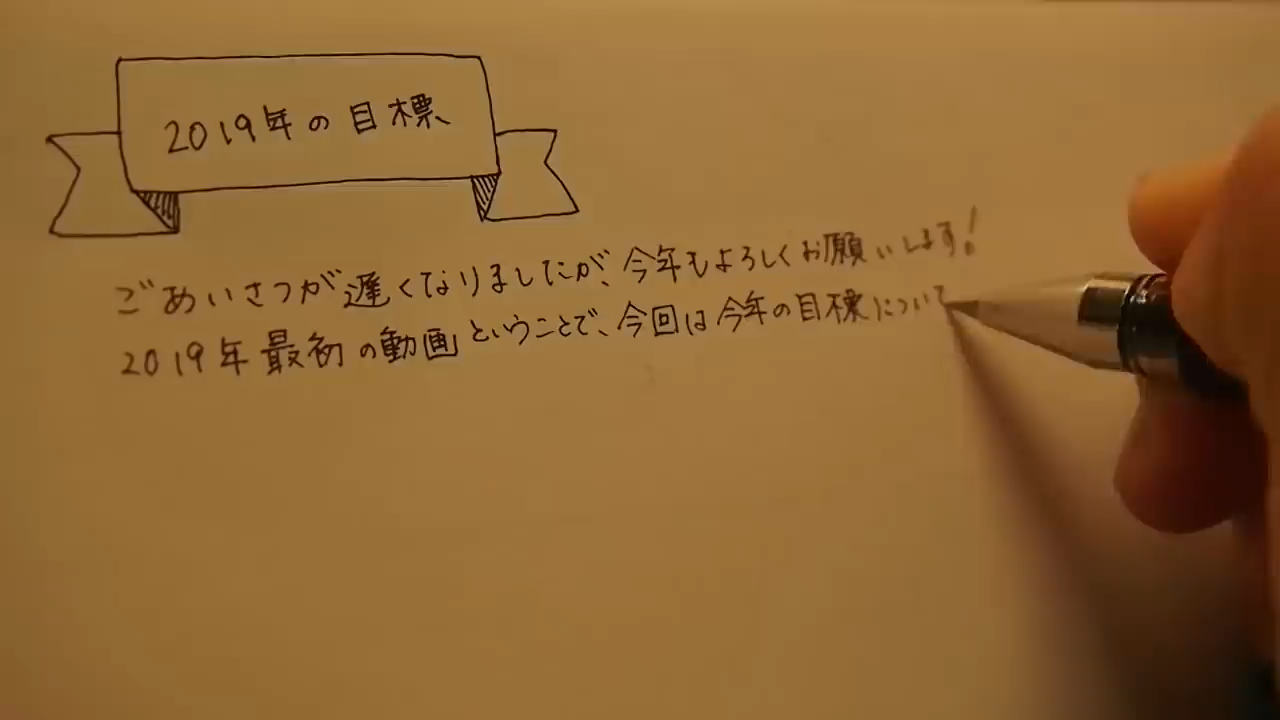 2019年の目標
ごあいさつが遅くなりましたが、今年もよろしくお願いします!
2019年最初の動画ということで、今回は今年の目標について